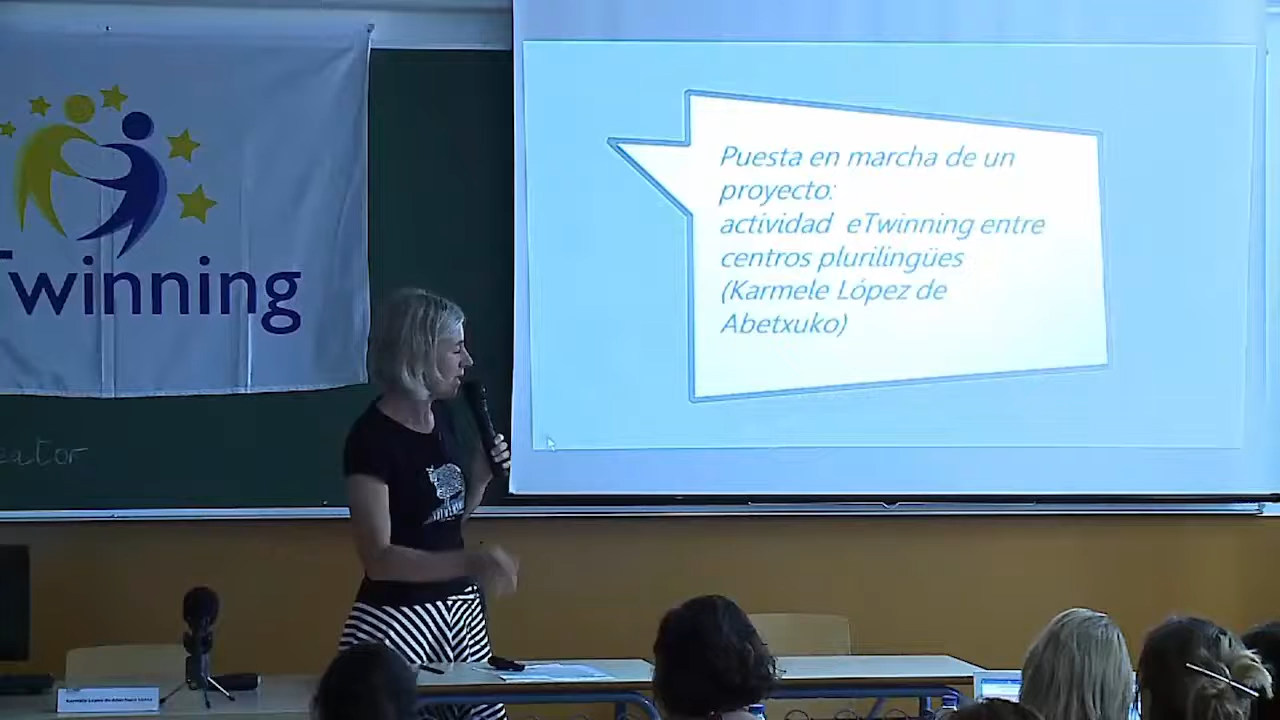 Twinning
Puesta en marcha de un
proyecto:
actividad eTwinning entre
centros plurilingües
(Karmele López de
Abetxuko)
eator